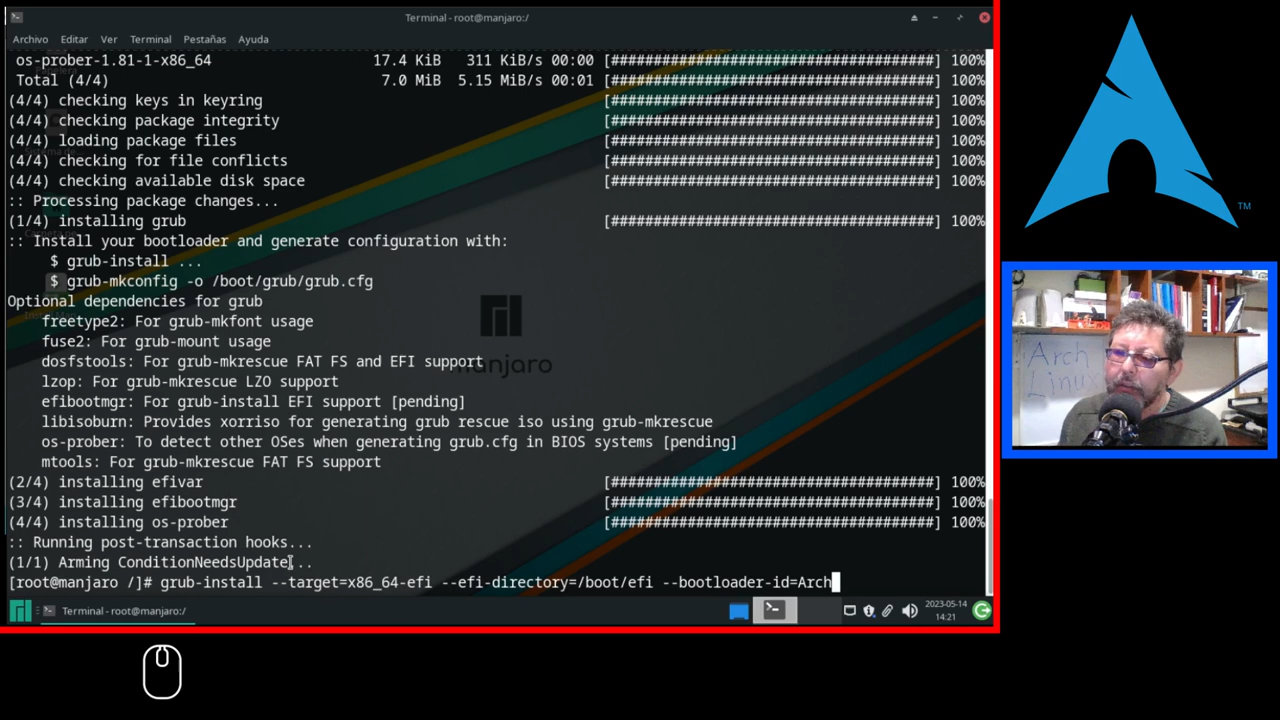 Terminal - root@manjaro:/
Archivo Editar Ver Terminal Pestañas Ayuda
os-prober-1.81-1-x86_64 17.4 KiB 311 KiB/s 00:00 [######################################] 100%
Total (4/4) 7.0 MiB 5.15 MiB/s 00:01 [######################################] 100%
(4/4) checking keys in keyring [######################################] 100%
(4/4) checking package integrity [######################################] 100%
(4/4) loading package files [######################################] 100%
(4/4) checking for file conflicts [######################################] 100%
(4/4) checking available disk space [######################################] 100%
:: Processing package changes...
(1/4) installing grub [######################################] 100%
:: Install your bootloader and generate configuration with:
$ grub-install ...
$ grub-mkconfig -o /boot/grub/grub.cfg
Optional dependencies for grub
freetype2: For grub-mkfont usage
fuse2: For grub-mount usage
dosfstools: For grub-mkrescue FAT FS and EFI support
lzop: For grub-mkrescue LZO support
efibootmgr: For grub-install EFI support [pending]
libisoburn: Provides xorriso for generating grub rescue iso using grub-mkrescue
os-prober: To detect other OSes when generating grub.cfg in BIOS systems [pending]
mtools: For grub-mkrescue FAT FS support
(2/4) installing efivar [######################################] 100%
(3/4) installing efibootmgr [######################################] 100%
(4/4) installing os-prober [######################################] 100%
:: Running post-transaction hooks...
(1/1) Arming ConditionNeedsUpdate...
[root@manjaro /]# grub-install --target=x86_64-efi --efi-directory=/boot/efi --bootloader-id=Arch
manjaro
Terminal - root@manjaro:/
2023-05-14
14:21
TM
Arch
Linux